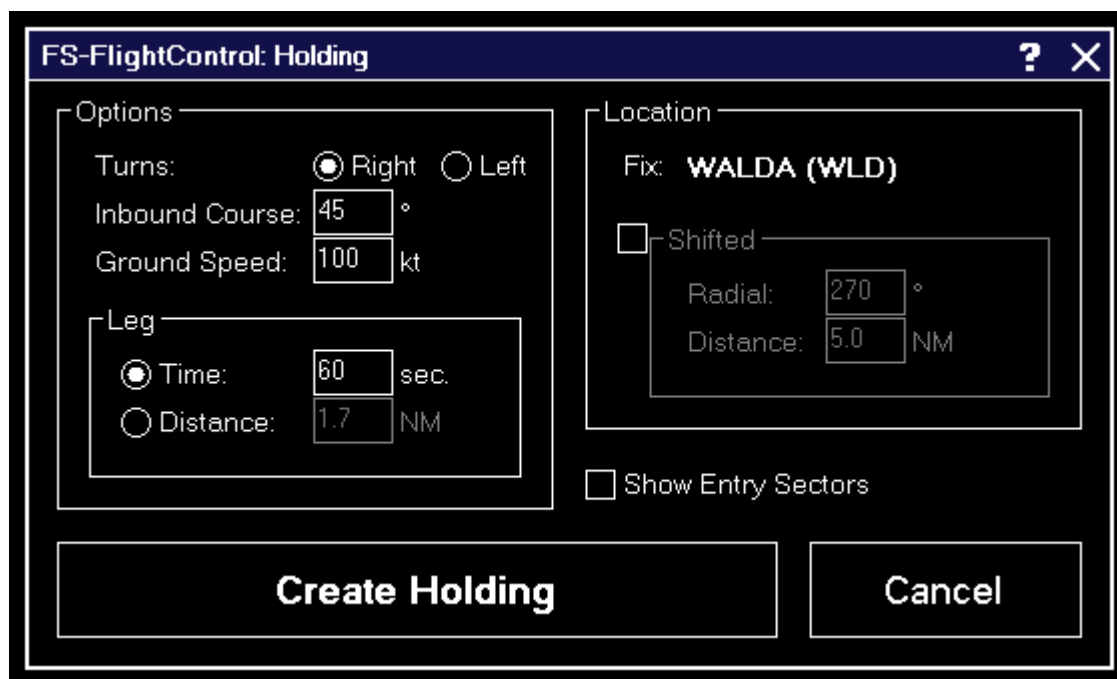 FS-FlightControl: Holding ? X
Options
Turns: Right Left
Inbound Course: 45 °
Ground Speed: 100 kt
Leg
Time: 60 sec.
Distance: 1.7 NM
Location
Fix: WALDA (WLD)
Shifted
Radial: 270 °
Distance: 5.0 NM
Show Entry Sectors
Create Holding
Cancel